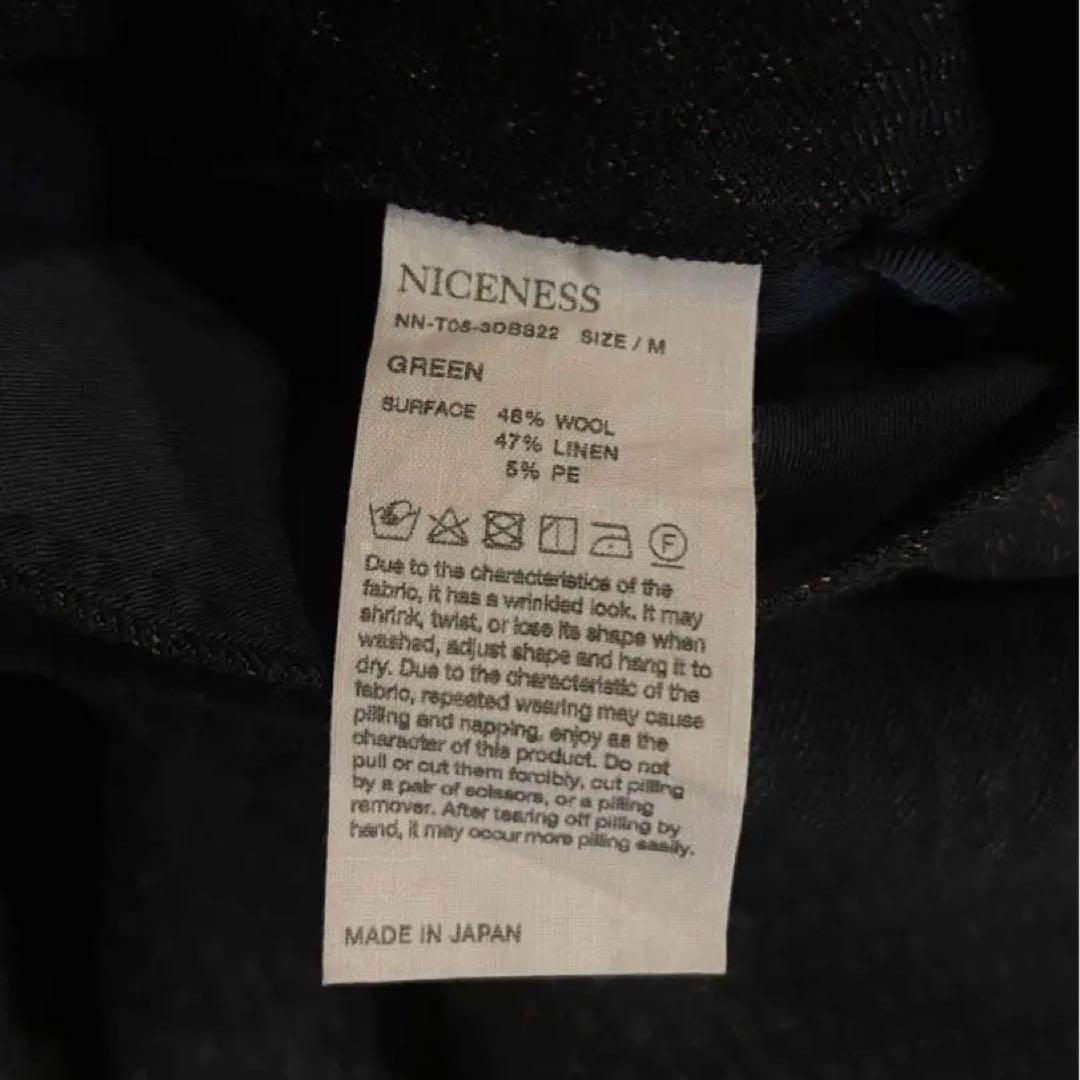 NICENESS
NN-T05-3DBS22 SIZE / M
GREEN
SURFACE 48% WOOL
47% LINEN
5% PE
F
Due to the characteristics of the
fabric, it has a wrinkled look. It may
shrink, twist, or lose its shape when
washed, adjust shape and hang it to
dry. Due to the characteristic of the
fabric, repeated wearing may cause
pilling and napping, enjoy as the
character of this product. Do not
pull or cut them forcibly, cut pilling
by a pair of scissors, or a pilling
remover. After tearing off pilling by
hand, it may occur more pilling easily.
MADE IN JAPAN